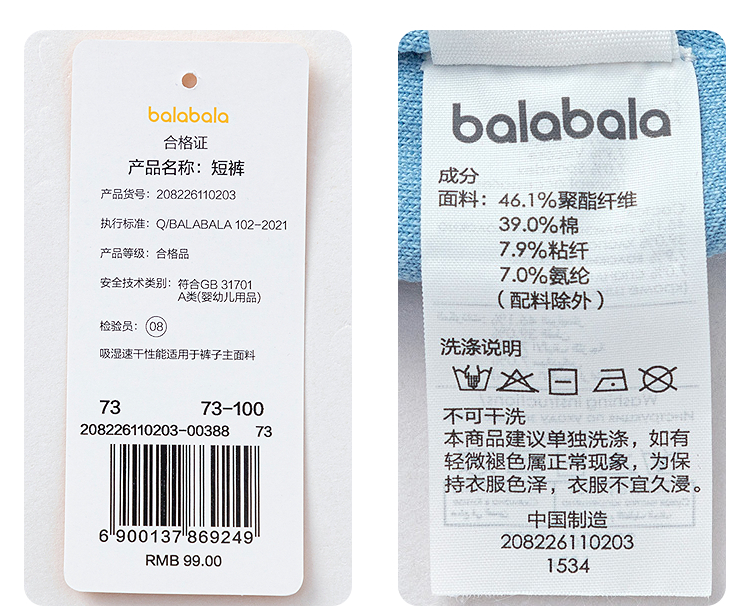 balabala
合格证
产品名称：短裤
产品货号：208226110203
执行标准：Q/BALABALA 102-2021
产品等级：合格品
安全技术类别：符合GB 31701
A类(婴幼儿用品)
检验员：08
吸湿速干性能适用于裤子主面料
73 73-100
208226110203-00388 73
6 900137 869249
RMB 99.00
balabala
成分
面料：46.1%聚酯纤维
39.0%棉
7.9%粘纤
7.0%氨纶
（配料除外）
洗涤说明
不可干洗
本商品建议单独洗涤，如有
轻微褪色属正常现象，为保
持衣服色泽，衣服不宜久浸。
中国制造
208226110203
1534